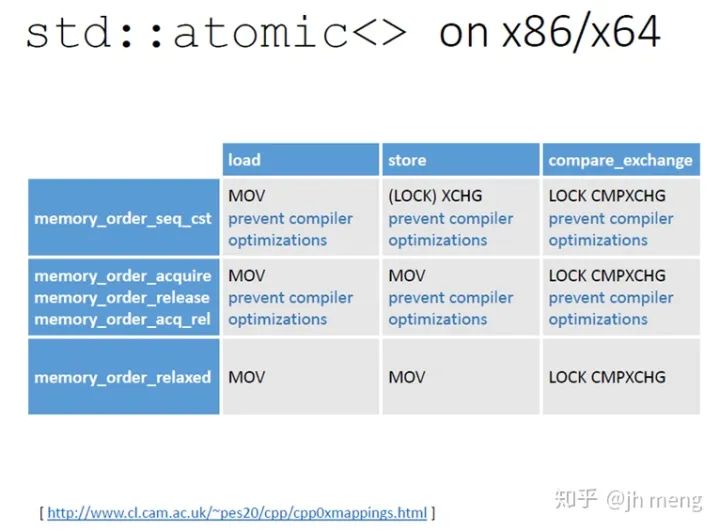 std::atomic<> on x86/x64
load store compare_exchange
memory_order_seq_cst
MOV
prevent compiler
optimizations
(LOCK) XCHG
prevent compiler
optimizations
LOCK CMPXCHG
prevent compiler
optimizations
memory_order_acquire
memory_order_release
memory_order_acq_rel
MOV
prevent compiler
optimizations
MOV
prevent compiler
optimizations
LOCK CMPXCHG
prevent compiler
optimizations
memory_order_relaxed
MOV
MOV
LOCK CMPXCHG
[ http://www.cl.cam.ac.uk/~pes20/cpp/cpp0xmappings.html ]
知乎 @jh meng